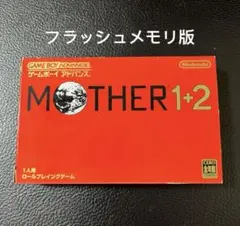 フラッシュメモリ版
GAME BOY ADVANCE
ゲームボーイ アドバンス
Nintendo
MOTHER 1+2
1人用
ロールプレイングゲーム